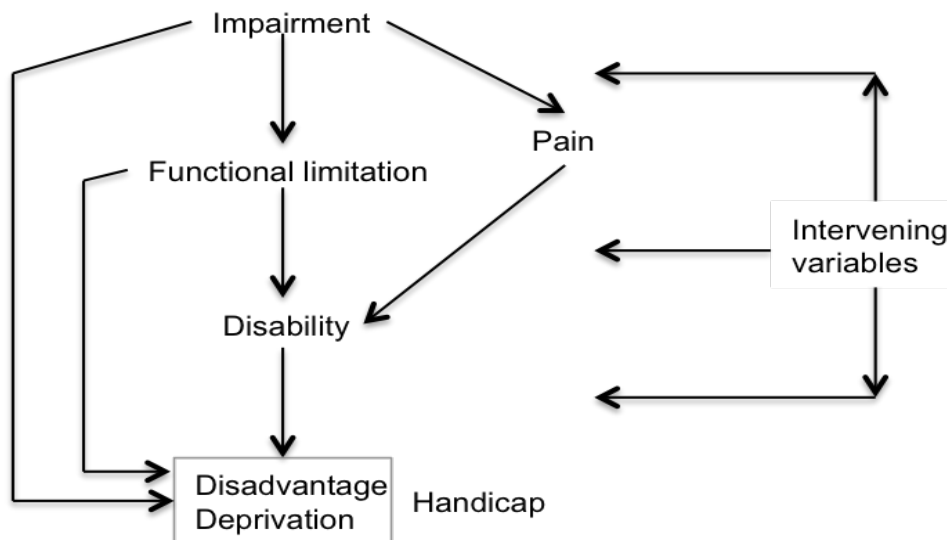 Impairment
Pain
Functional limitation
Intervening
variables
Disability
Disadvantage
Deprivation
Handicap